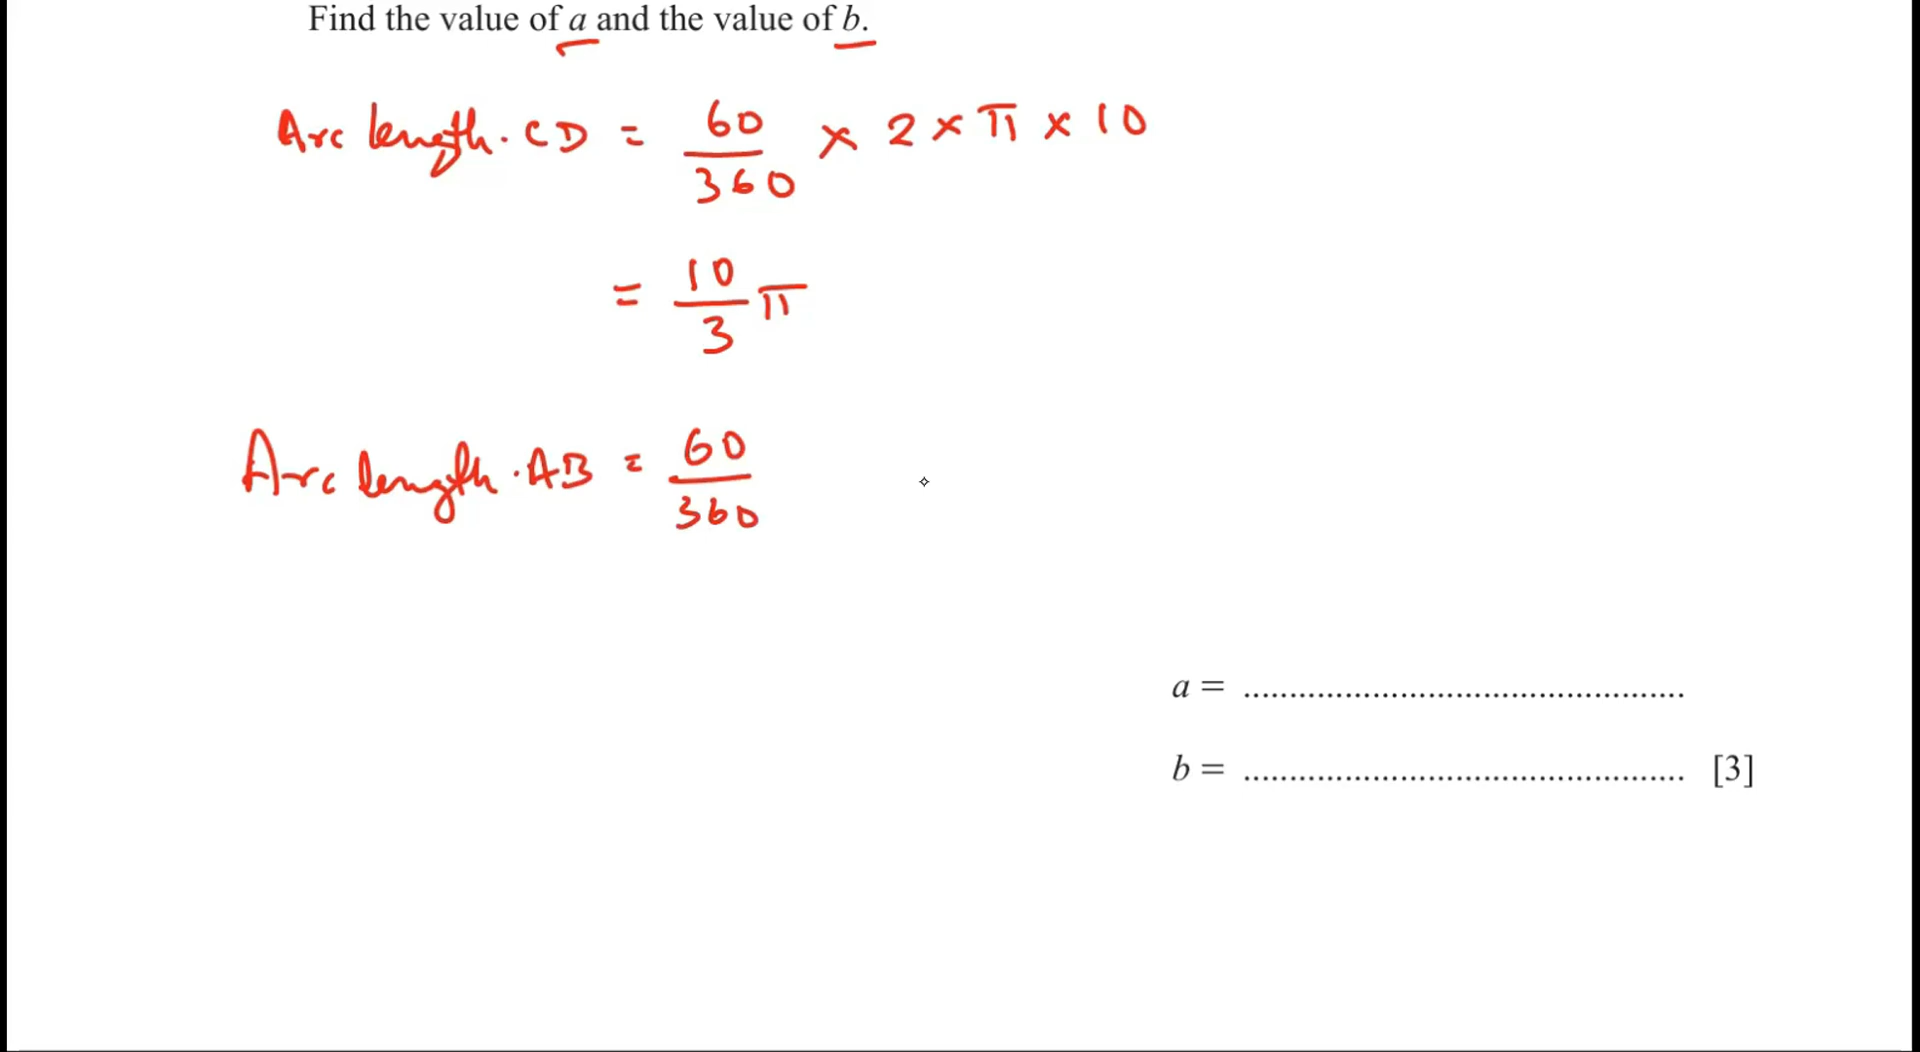 Find the value of a and the value of b.
Arc length. CD = 60/360 × 2 × π × 10
= 10/3 π
Arc length. AB = 60/360
a = ................................................
b = ................................................ [3]